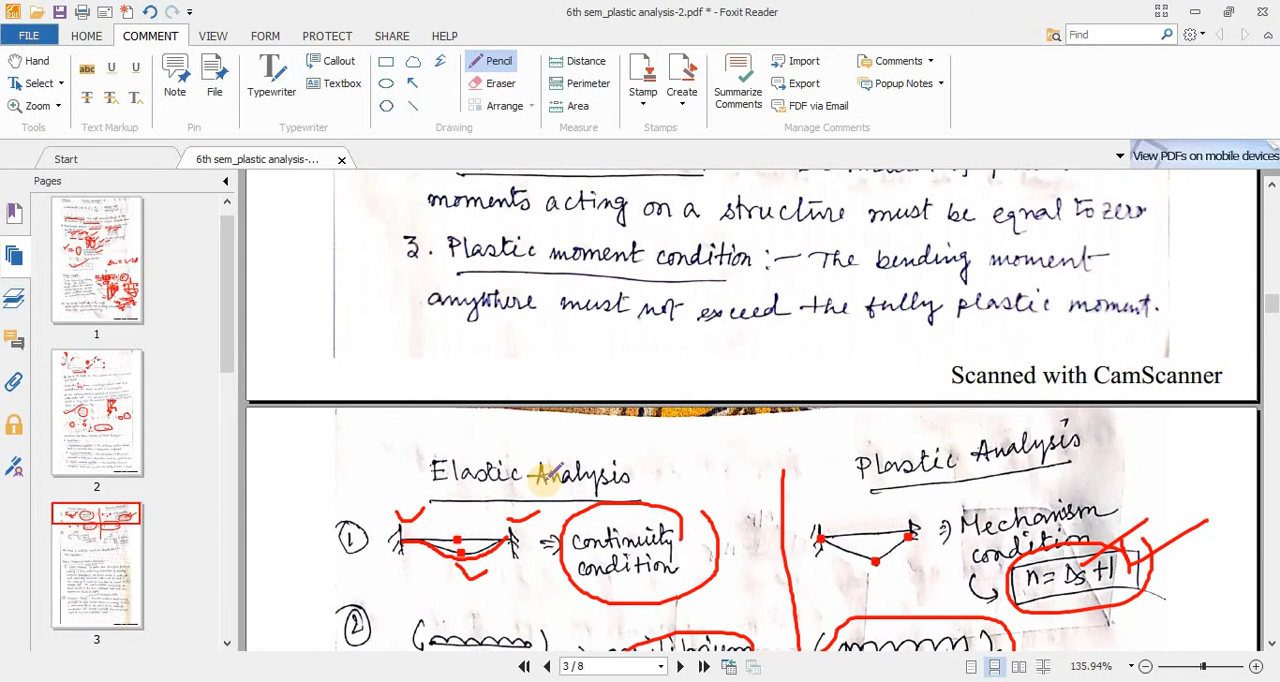 6th sem_plastic analysis-2.pdf * - Foxit Reader
FILE HOME COMMENT VIEW FORM PROTECT SHARE HELP
Find
Hand
Select
Zoom
Tools
abc U U
T T T
Text Markup
Note File
Pin
Typewriter
Callout
Textbox
Typewriter
Pencil
Eraser
Arrange
Drawing
Distance
Perimeter
Area
Measure
Stamp Create
Stamps
Summarize
Comments
Import
Export
FDF via Email
Comments
Popup Notes
Manage Comments
Start
6th sem_plastic analysis-...
View PDFs on mobile devices
Pages
1
2
3
moments acting on a structure must be equal to zero
3. Plastic moment condition :- The bending moment
anywhere must not exceed the fully plastic moment.
Scanned with CamScanner
Elastic Analysis
Plastic Analysis
1
continuity
condition
Mechanism
condition
n = Ds + 1
2
equilibrium
3 / 8
135.94%